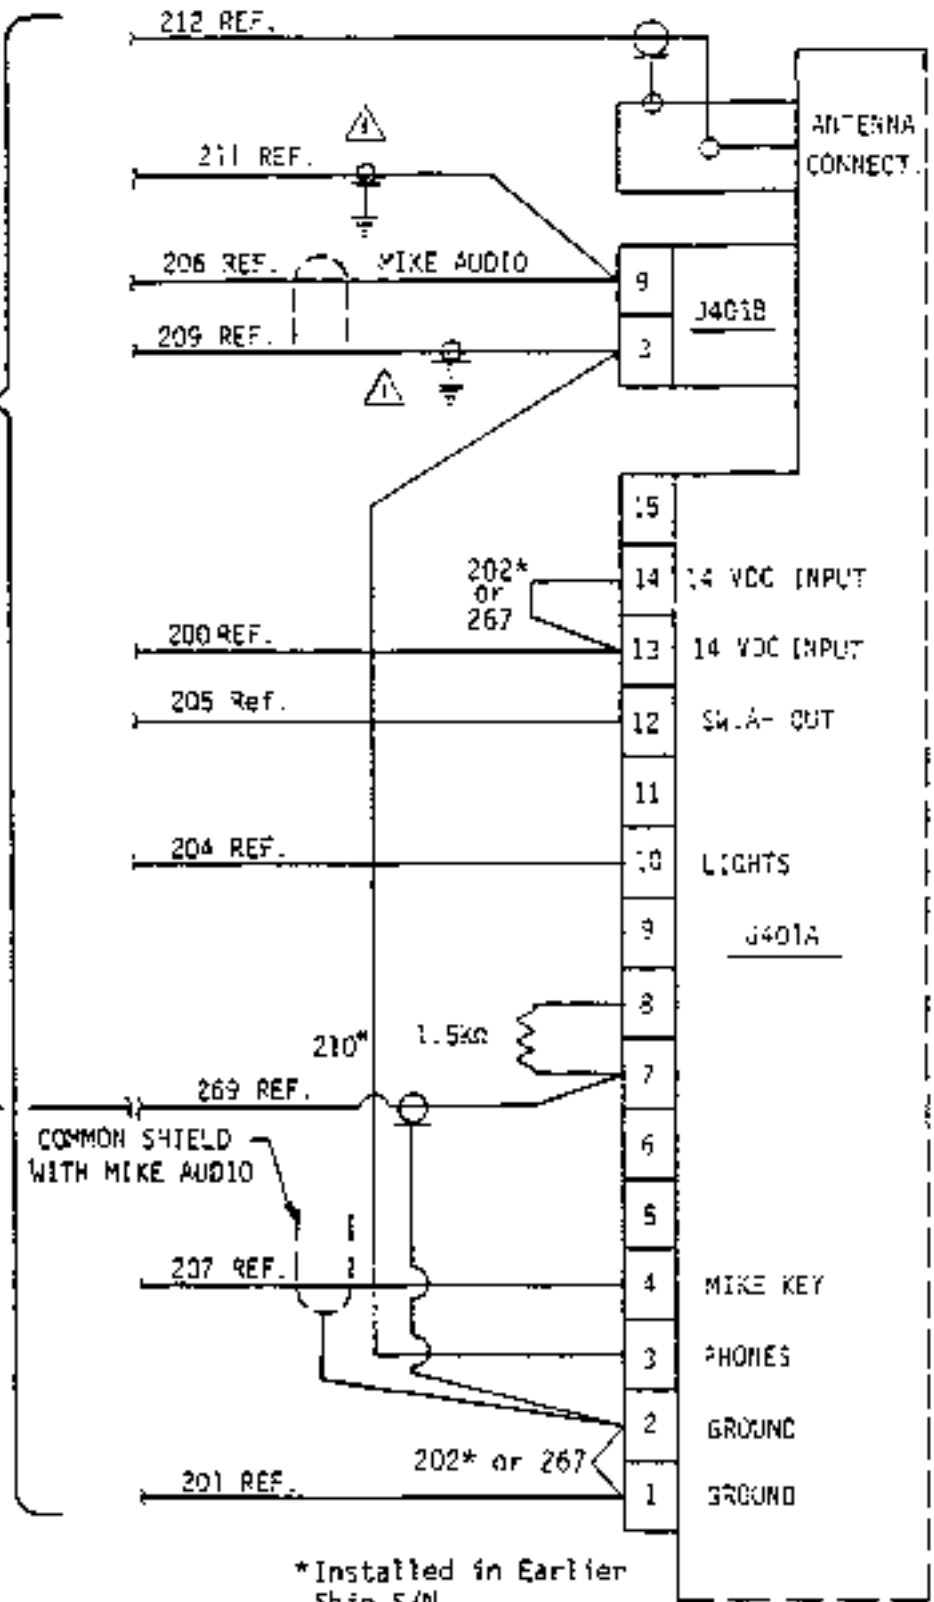 212 REF.
ANTENNA
CONNECT.
211 REF.
206 REF.
MIKE AUDIO
9
209 REF.
3
1
15
202*
or
267
14
14 VDC INPUT
200 REF.
13
14 VDC INPUT
205 Ref.
12
OUT
11
204 REF.
10
LIGHTS
9
J401A
8
210*
1.5KΩ
7
269 REF.
COMMON SHIELD
WITH MIKE AUDIO
6
5
207 REF.
4
MIKE KEY
3
PHONES
2
GROUND
202* or 267
201 REF.
1
GROUND
*Installed in Earlier
Ship S/N